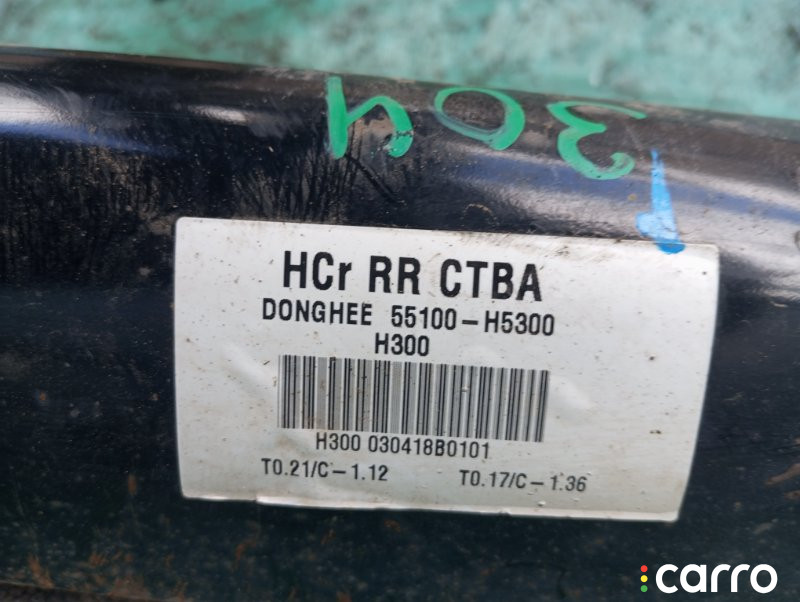 304
HCr RR CTBA
DONGHEE 55100-H5300
H300
H300 030418B0101
T0.21/C-1.12 T0.17/C-1.36
carro